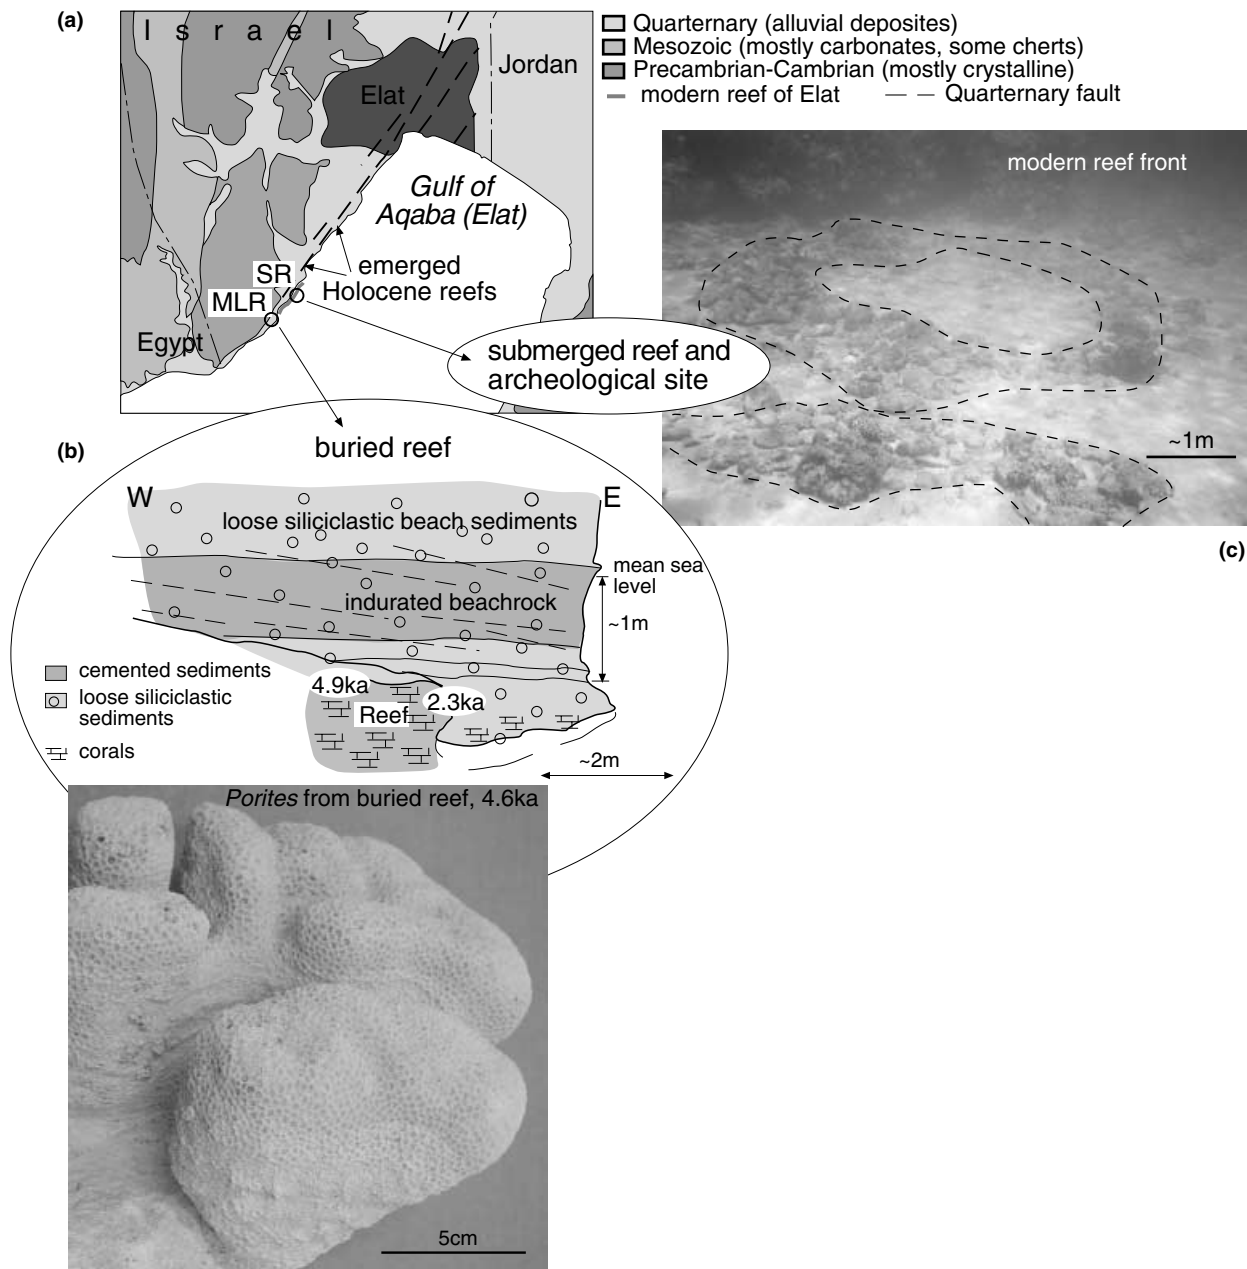 (a)
I s r a e l
Jordan
Elat
Gulf of
Aqaba (Elat)
emerged
Holocene reefs
SR
MLR
Egypt
submerged reef and
archeological site
Quarternary (alluvial deposites)
Mesozoic (mostly carbonates, some cherts)
Precambrian-Cambrian (mostly crystalline)
modern reef of Elat
Quarternary fault
modern reef front
~1m
(c)
(b)
buried reef
W
E
loose siliciclastic beach sediments
mean sea
level
indurated beachrock
~1m
cemented sediments
loose siliciclastic
sediments
corals
4.9ka
2.3ka
Reef
~2m
Porites from buried reef, 4.6ka
5cm